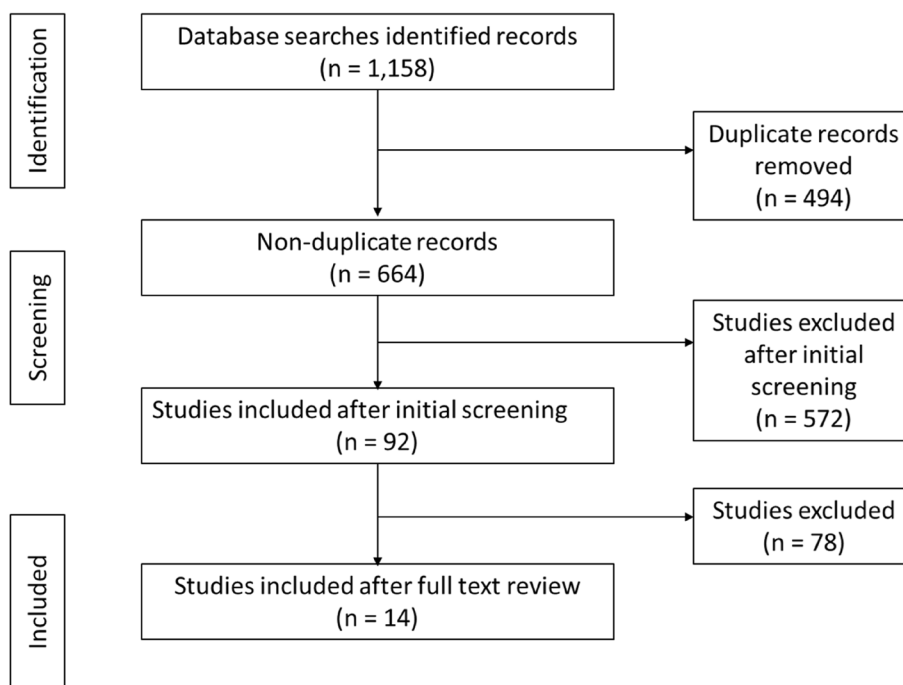 Identification
Database searches identified records
(n = 1,158)
Duplicate records
removed
(n = 494)
Non-duplicate records
(n = 664)
Screening
Studies excluded
after initial
screening
(n = 572)
Studies included after initial screening
(n = 92)
Studies excluded
(n = 78)
Included
Studies included after full text review
(n = 14)